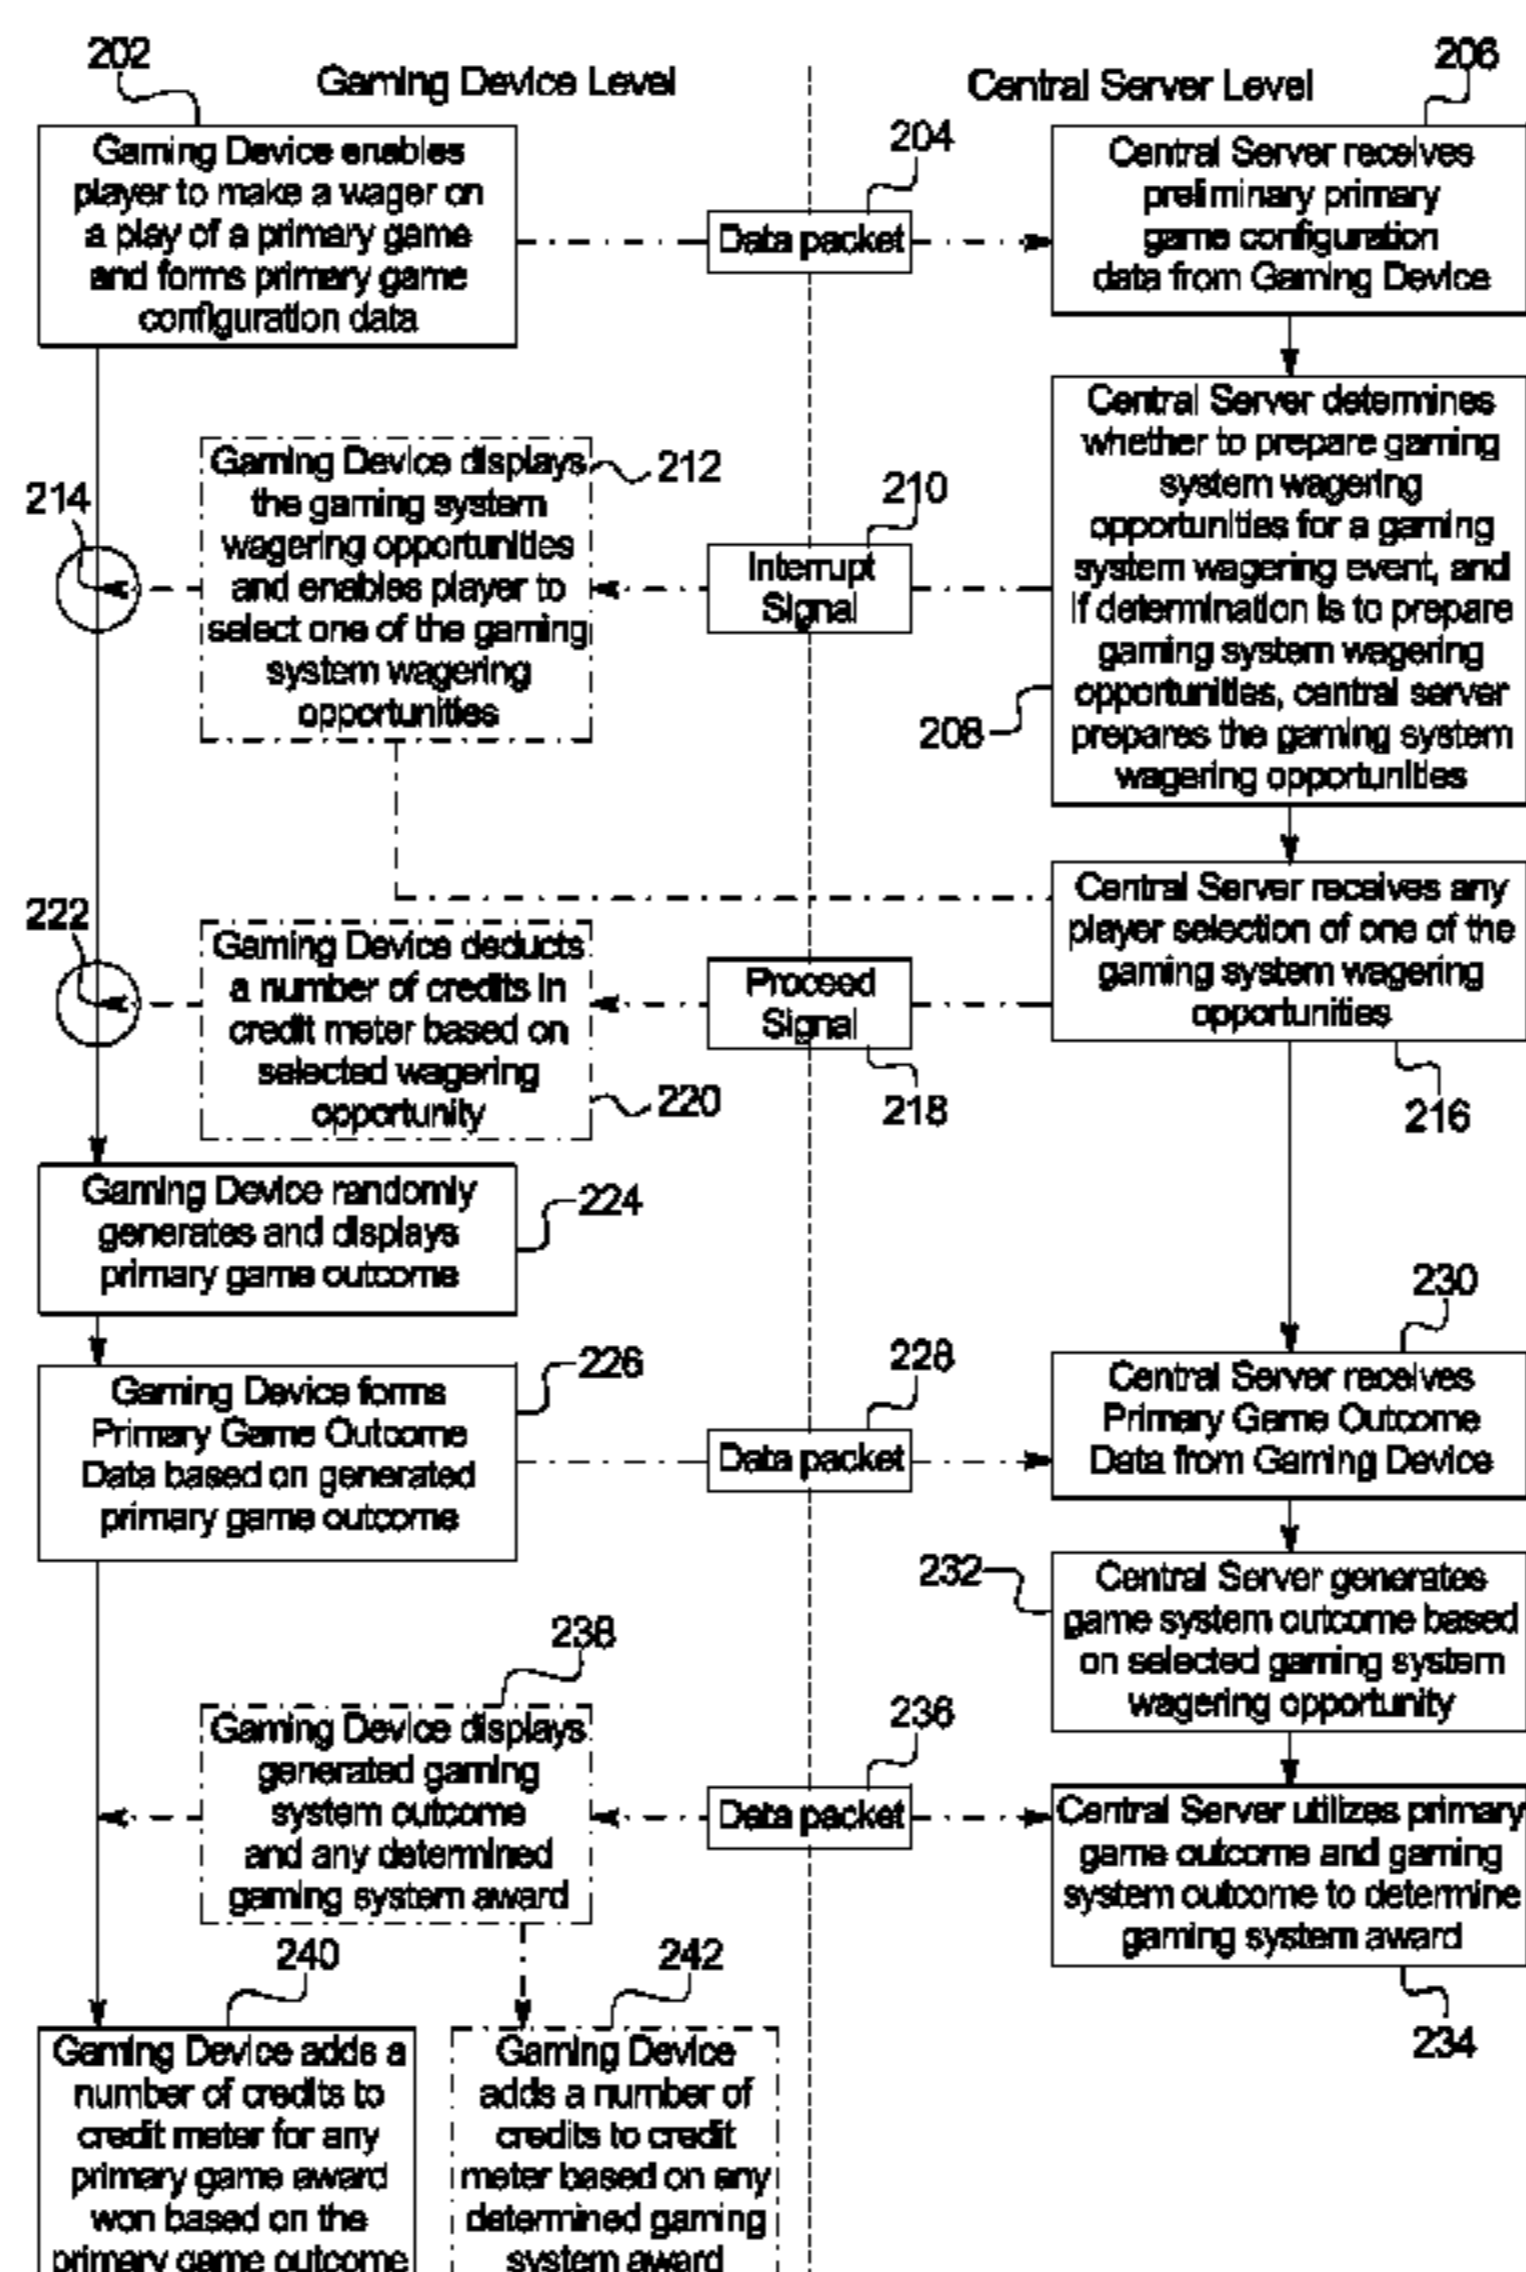 202
Gaming Device Level
Central Server Level
206
Gaming Device enables
player to make a wager on
a play of a primary game
and forms primary game
configuration data
204
Data packet
Central Server receives
preliminary primary
game configuration
data from Gaming Device
Gaming Device displays
the gaming system
wagering opportunities
and enables player to
select one of the gaming
system wagering
opportunities
212
214
210
Interrupt
Signal
Central Server determines
whether to prepare gaming
system wagering
opportunities for a gaming
system wagering event, and
if determination is to prepare
gaming system wagering
opportunities, central server
prepares the gaming system
wagering opportunities
208
222
Gaming Device deducts
a number of credits in
credit meter based on
selected wagering
opportunity
220
Proceed
Signal
218
Central Server receives any
player selection of one of the
gaming system wagering
opportunities
216
Gaming Device randomly
generates and displays
primary game outcome
224
Gaming Device forms
Primary Game Outcome
Data based on generated
primary game outcome
226
228
Data packet
230
Central Server receives
Primary Game Outcome
Data from Gaming Device
232
Central Server generates
game system outcome based
on selected gaming system
wagering opportunity
238
Gaming Device displays
generated gaming
system outcome
and any determined
gaming system award
236
Data packet
Central Server utilizes primary
game outcome and gaming
system outcome to determine
gaming system award
234
240
Gaming Device adds a
number of credits to
credit meter for any
primary game award
won based on the
primary game outcome
242
Gaming Device
adds a number of
credits to credit
meter based on any
determined gaming
system award